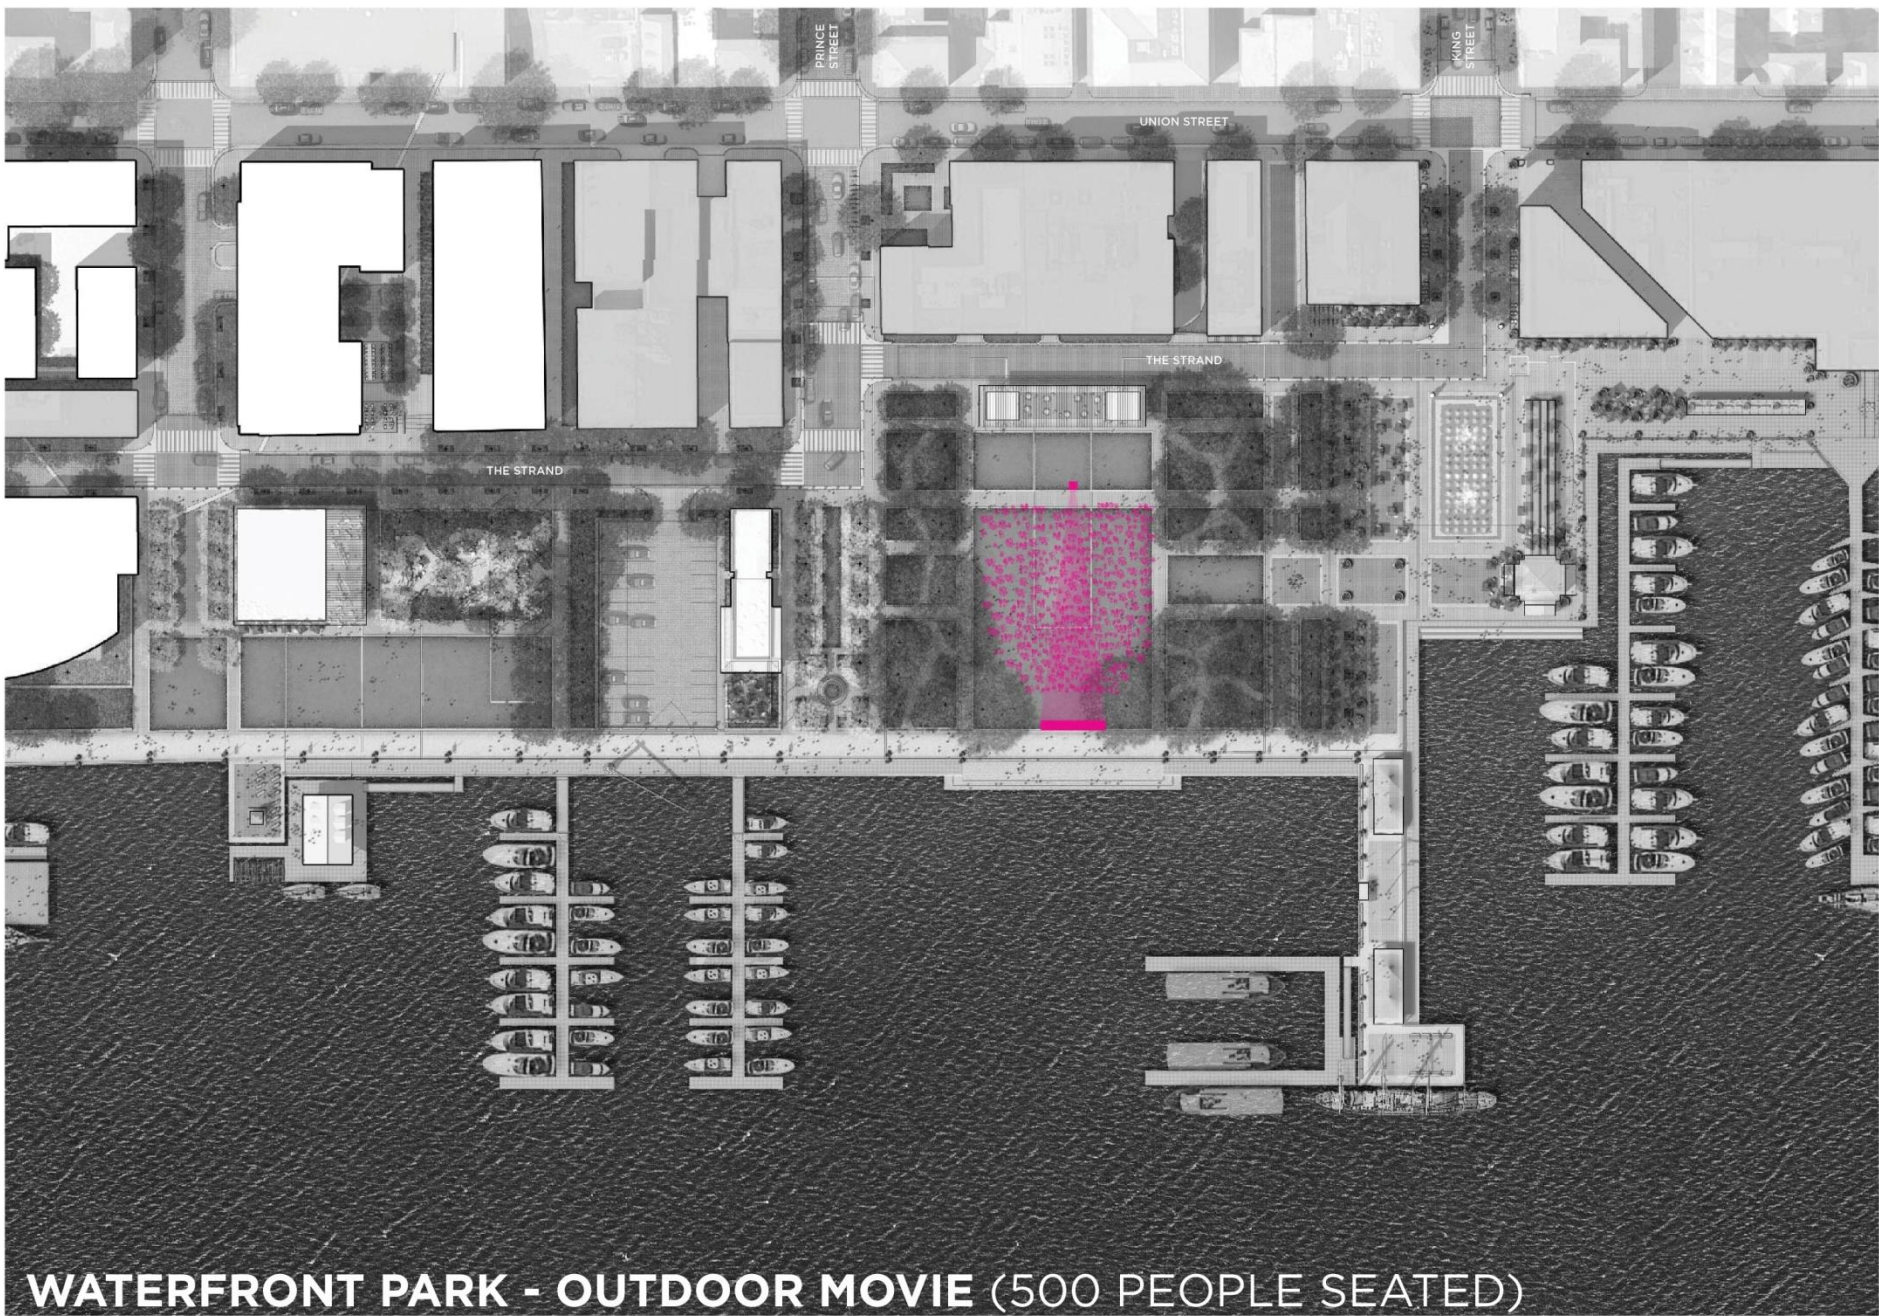 PRINCE
STREET
KING
STREET
UNION STREET
THE STRAND
THE STRAND
WATERFRONT PARK - OUTDOOR MOVIE (500 PEOPLE SEATED)